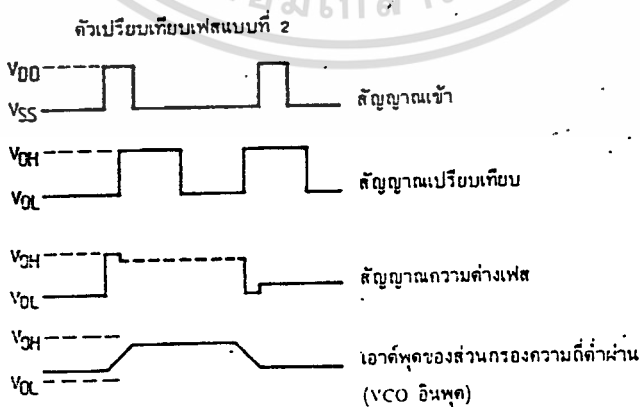 ตัวเปรียบเทียบเฟสแบบที่ 2
VDD
สัญญาณเข้า
VSS
VOH
สัญญาณเปรียบเทียบ
VOL
VOH
สัญญาณความต่างเฟส
VOL
VOH
เอาต์พุตของส่วนกรองความถี่ต่ำผ่าน
VOL
(VCO อินพุต)